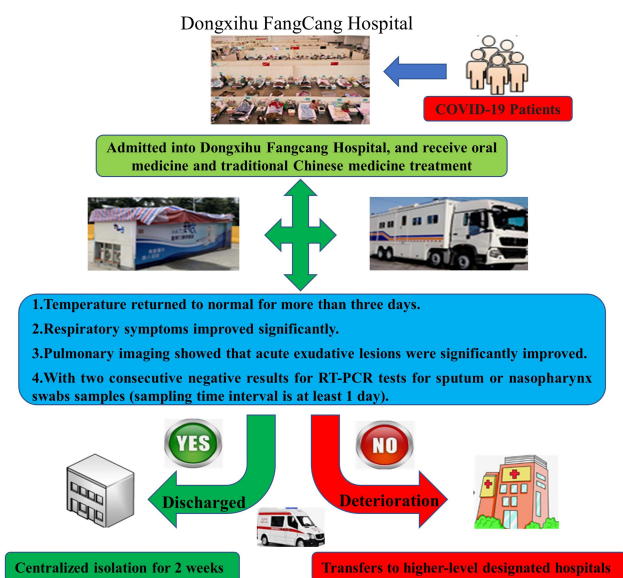 Dongxihu FangCang Hospital
COVID-19 Patients
Admitted into Dongxihu Fangcang Hospital, and receive oral
medicine and traditional Chinese medicine treatment
1.Temperature returned to normal for more than three days.
2.Respiratory symptoms improved significantly.
3.Pulmonary imaging showed that acute exudative lesions were significantly improved.
4.With two consecutive negative results for RT-PCR tests for sputum or nasopharynx
swabs samples (sampling time interval is at least 1 day).
YES
NO
Discharged
Deterioration
Centralized isolation for 2 weeks
Transfers to higher-level designated hospitals